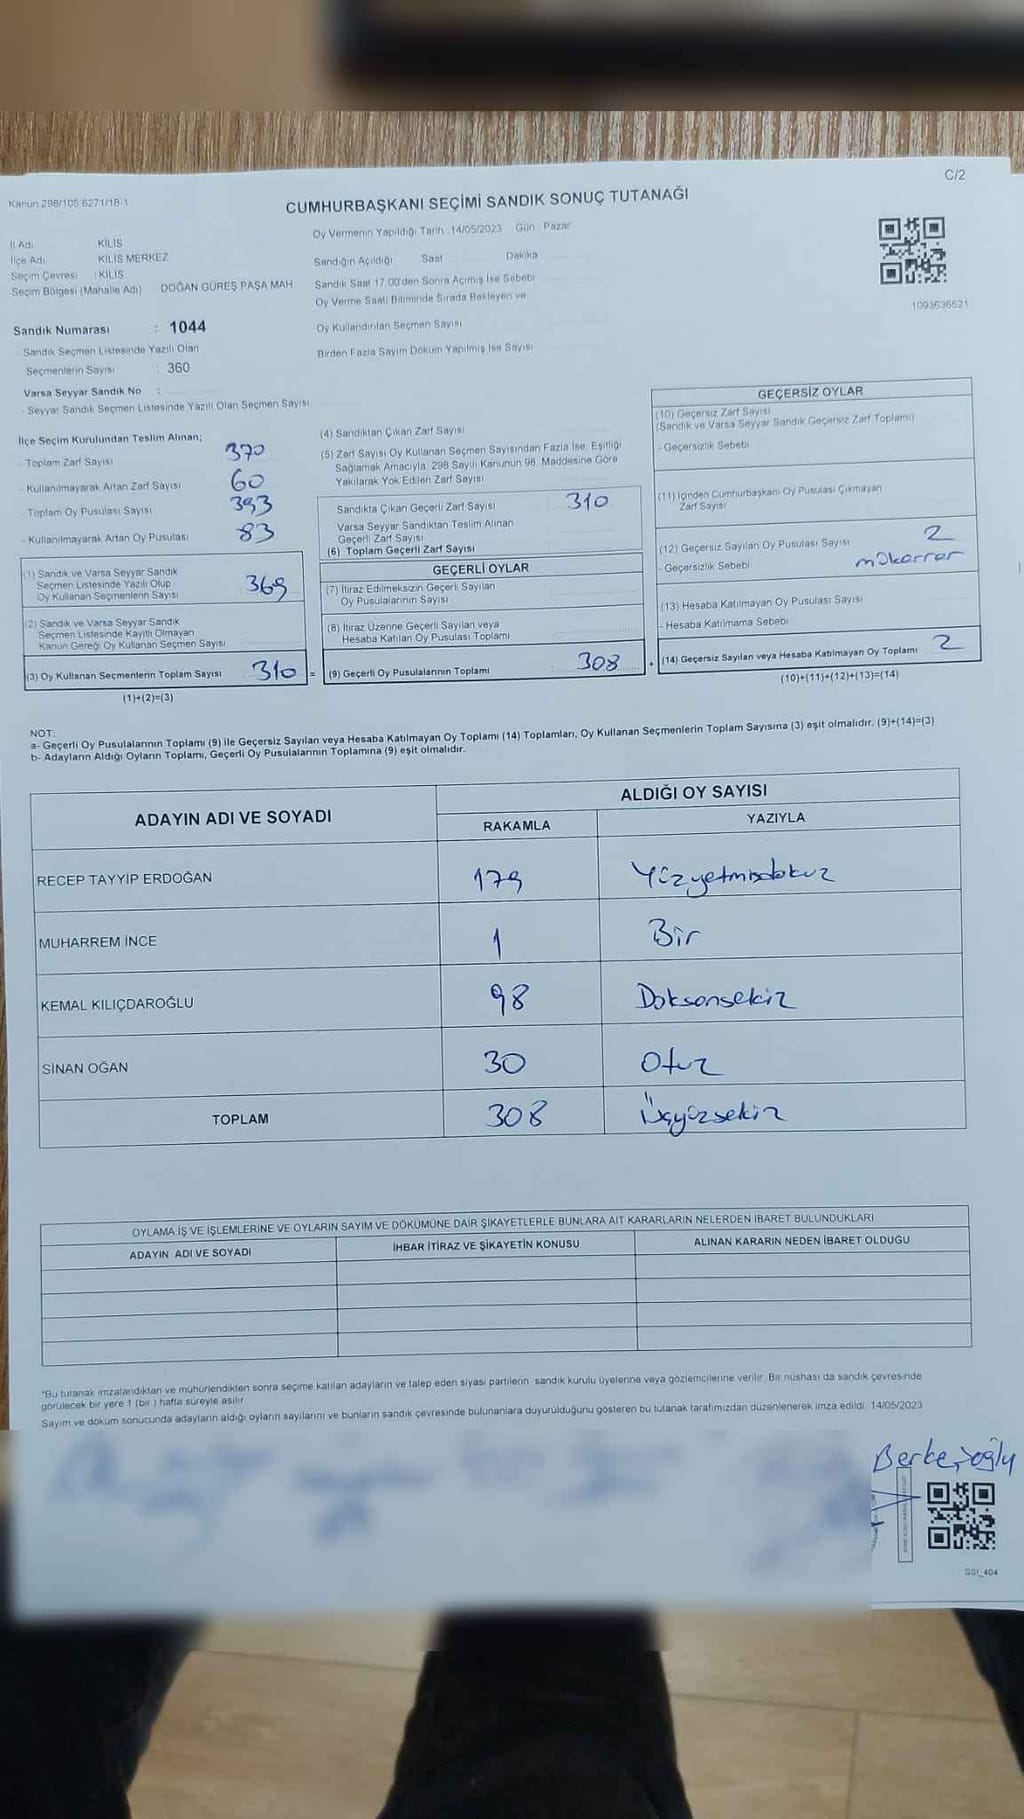 C/2
Kanun 298/105 6271/18-1
CUMHURBAŞKANI SEÇİMİ SANDIK SONUÇ TUTANAĞI
Oy Vermenin Yapıldığı Tarih :14/05/2023 Gün : Pazar
İl Adı KİLİS
İlçe Adı KİLİS MERKEZ
Seçim Çevresi : KİLİS
Seçim Bölgesi (Mahalle Adı) DOĞAN GÜREŞ PAŞA MAH.
Sandığın Açıldığı Saat Dakika
Sandık Saat 17:00'den Sonra Açımış İse Sebebi
Oy Verme Saati Bitiminde Sırada Bekleyen ve
Oy Kullandırılan Seçmen Sayısı
Birden Fazla Sayım Döküm Yapılmış İse Sayısı
1093636521
Sandık Numarası : 1044
Sandık Seçmen Listesinde Yazılı Olan
Seçmenlerin Sayısı : 360
Varsa Seyyar Sandık No :
- Seyyar Sandık Seçmen Listesinde Yazılı Olan Seçmen Sayısı
İlçe Seçim Kurulundan Teslim Alınan;
- Toplam Zarf Sayısı 370
- Kullanılmayarak Artan Zarf Sayısı 60
- Toplam Oy Pusulası Sayısı 393
- Kullanılmayarak Artan Oy Pusulası 83
(1) Sandık ve Varsa Seyyar Sandık
Seçmen Listesinde Yazılı Olup
Oy Kullanan Seçmenlerin Sayısı 369
(2) Sandık ve Varsa Seyyar Sandık
Seçmen Listesinde Kayıtlı Olmayan
Kanun Gereği Oy Kullanan Seçmen Sayısı
(3) Oy Kullanan Seçmenlerin Toplam Sayısı 310 =
(1)+(2)=(3)
(4) Sandıktan Çıkan Zarf Sayısı
(5) Zarf Sayısı Oy Kullanan Seçmen Sayısından Fazla İse, Eşitliği
Sağlamak Amacıyla, 298 Sayılı Kanunun 98. Maddesine Göre
Yakılarak Yok Edilen Zarf Sayısı
Sandıkta Çıkan Geçerli Zarf Sayısı 310
Varsa Seyyar Sandıktan Teslim Alınan
Geçerli Zarf Sayısı
(6) Toplam Geçerli Zarf Sayısı
GEÇERLİ OYLAR
(7) İtiraz Edilmeksizin Geçerli Sayılan
Oy Pusulalarının Sayısı
(8) İtiraz Üzerine Geçerli Sayılan veya
Hesaba Katılan Oy Pusulası Toplamı
(9) Geçerli Oy Pusulalarının Toplamı 308 +
GEÇERSİZ OYLAR
(10) Geçersiz Zarf Sayısı
(Sandık ve Varsa Seyyar Sandık Geçersiz Zarf Toplamı)
- Geçersizlik Sebebi
(11) İçinden Cumhurbaşkanı Oy Pusulası Çıkmayan
Zarf Sayısı
(12) Geçersiz Sayılan Oy Pusulası Sayısı 2
- Geçersizlik Sebebi mükerrer
(13) Hesaba Katılmayan Oy Pusulası Sayısı
- Hesaba Katılmama Sebebi
(14) Geçersiz Sayılan veya Hesaba Katılmayan Oy Toplamı : 2
(10)+(11)+(12)+(13)=(14)
NOT:
a- Geçerli Oy Pusulalarının Toplamı (9) ile Geçersiz Sayılan veya Hesaba Katılmayan Oy Toplamı (14) Toplamları, Oy Kullanan Seçmenlerin Toplam Sayısına (3) eşit olmalıdır. (9)+(14)=(3)
b- Adayların Aldığı Oyların Toplamı, Geçerli Oy Pusulalarının Toplamına (9) eşit olmalıdır.
ADAYIN ADI VE SOYADI
ALDIĞI OY SAYISI
RAKAMLA YAZIYLA
RECEP TAYYİP ERDOĞAN 179 Yüzyetmişdokuz
MUHARREM İNCE 1 Bir
KEMAL KILIÇDAROĞLU 98 Doksansekiz
SİNAN OĞAN 30 Otuz
TOPLAM 308 Üçyüzsekiz
OYLAMA İŞ VE İŞLEMLERİNE VE OYLARIN SAYIM VE DÖKÜMÜNE DAİR ŞİKAYETLERLE BUNLARA AİT KARARLARIN NELERDEN İBARET BULUNDUKLARI
ADAYIN ADI VE SOYADI İHBAR İTİRAZ VE ŞİKAYETİN KONUSU ALINAN KARARIN NEDEN İBARET OLDUĞU
*Bu tutanak imzalandıktan ve mühürlendikten sonra seçime katılan adayların ve talep eden siyasi partilerin sandık kurulu üyelerine veya gözlemcilerine verilir. Bir nüshası da sandık çevresinde
görülecek bir yere 1 (bir ) hafta süreyle asılır.
Sayım ve döküm sonucunda adayların aldığı oyların sayılarını ve bunların sandık çevresinde bulunanlara duyurulduğunu gösteren bu tutanak tarafımızdan düzenlenerek imza edildi. 14/05/2023
SG1_404